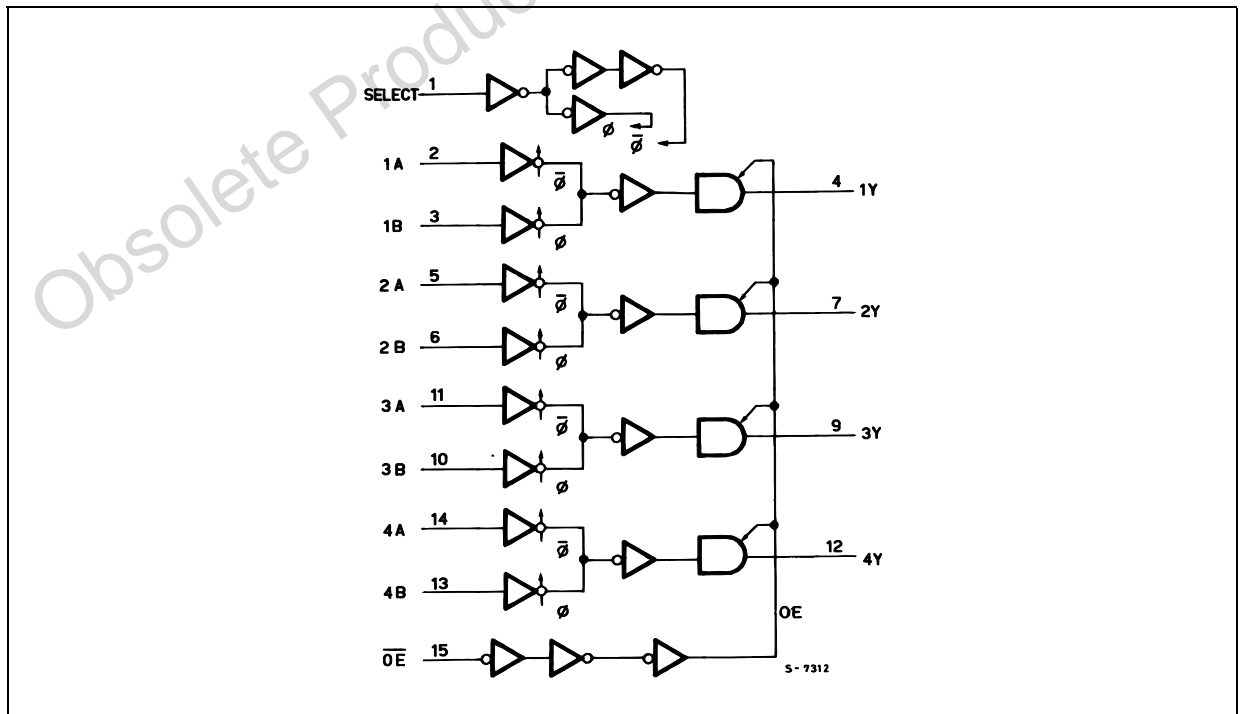 Obsolete Produc
SELECT 1
Ø
Ø̅
1A 2
Ø̅
4 1Y
1B 3
Ø
2A 5
Ø̅
7 2Y
2B 6
Ø
3A 11
Ø̅
9 3Y
3B 10
Ø
4A 14
Ø̅
12 4Y
4B 13
Ø
OE
O̅E̅ 15
S-7312